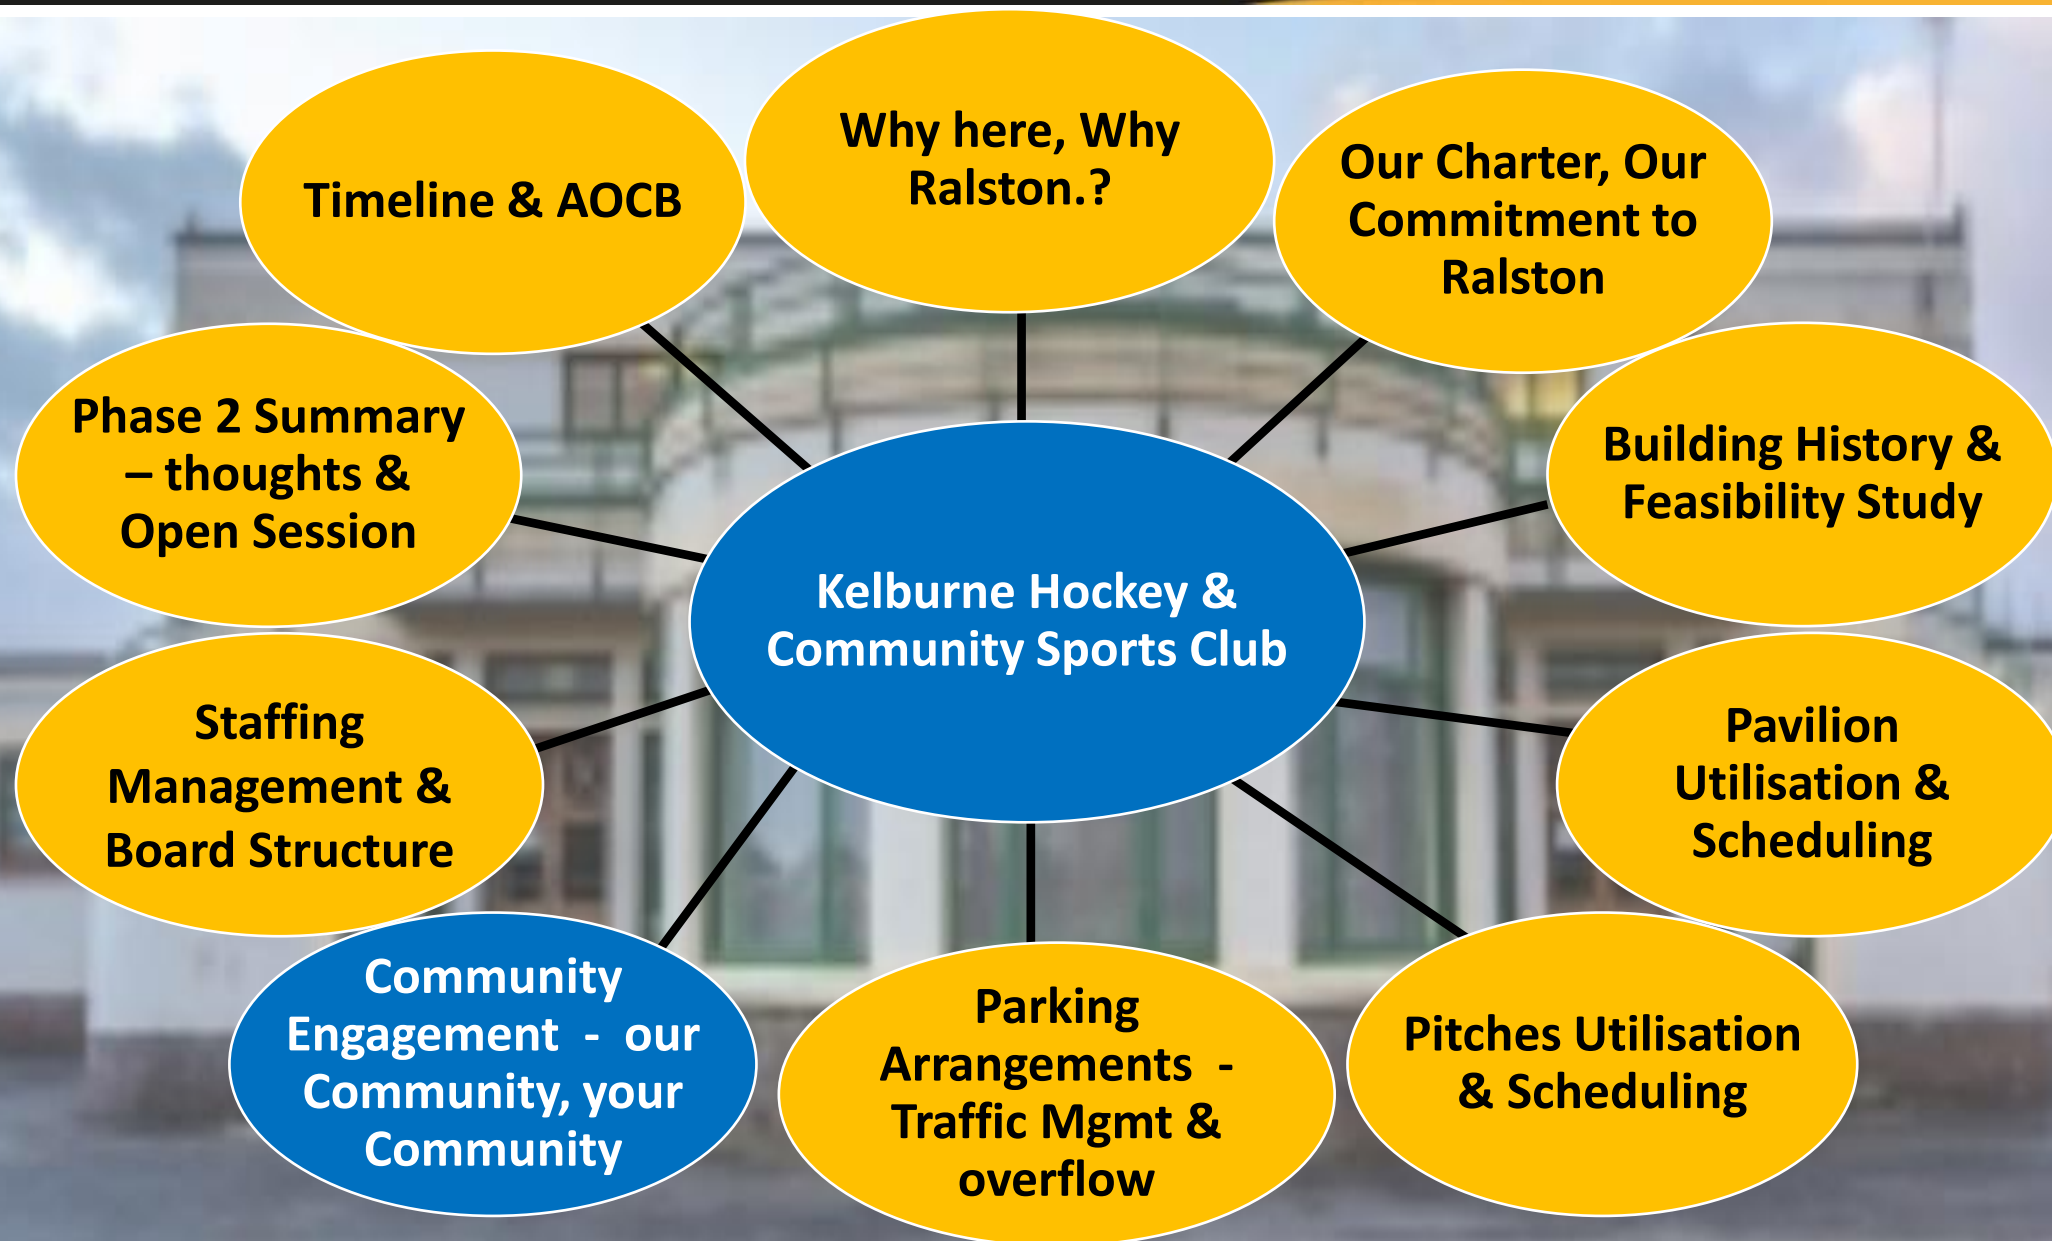 Why here, Why
Ralston.?
Our Charter, Our
Commitment to
Ralston
Building History &
Feasibility Study
Pavilion
Utilisation &
Scheduling
Pitches Utilisation
& Scheduling
Parking
Arrangements  -
Traffic Mgmt &
overflow
Community
Engagement  -  our
Community, your
Community
Staffing
Management &
Board Structure
Phase 2 Summary
– thoughts &
Open Session
Timeline & AOCB
Kelburne Hockey &
Community Sports Club